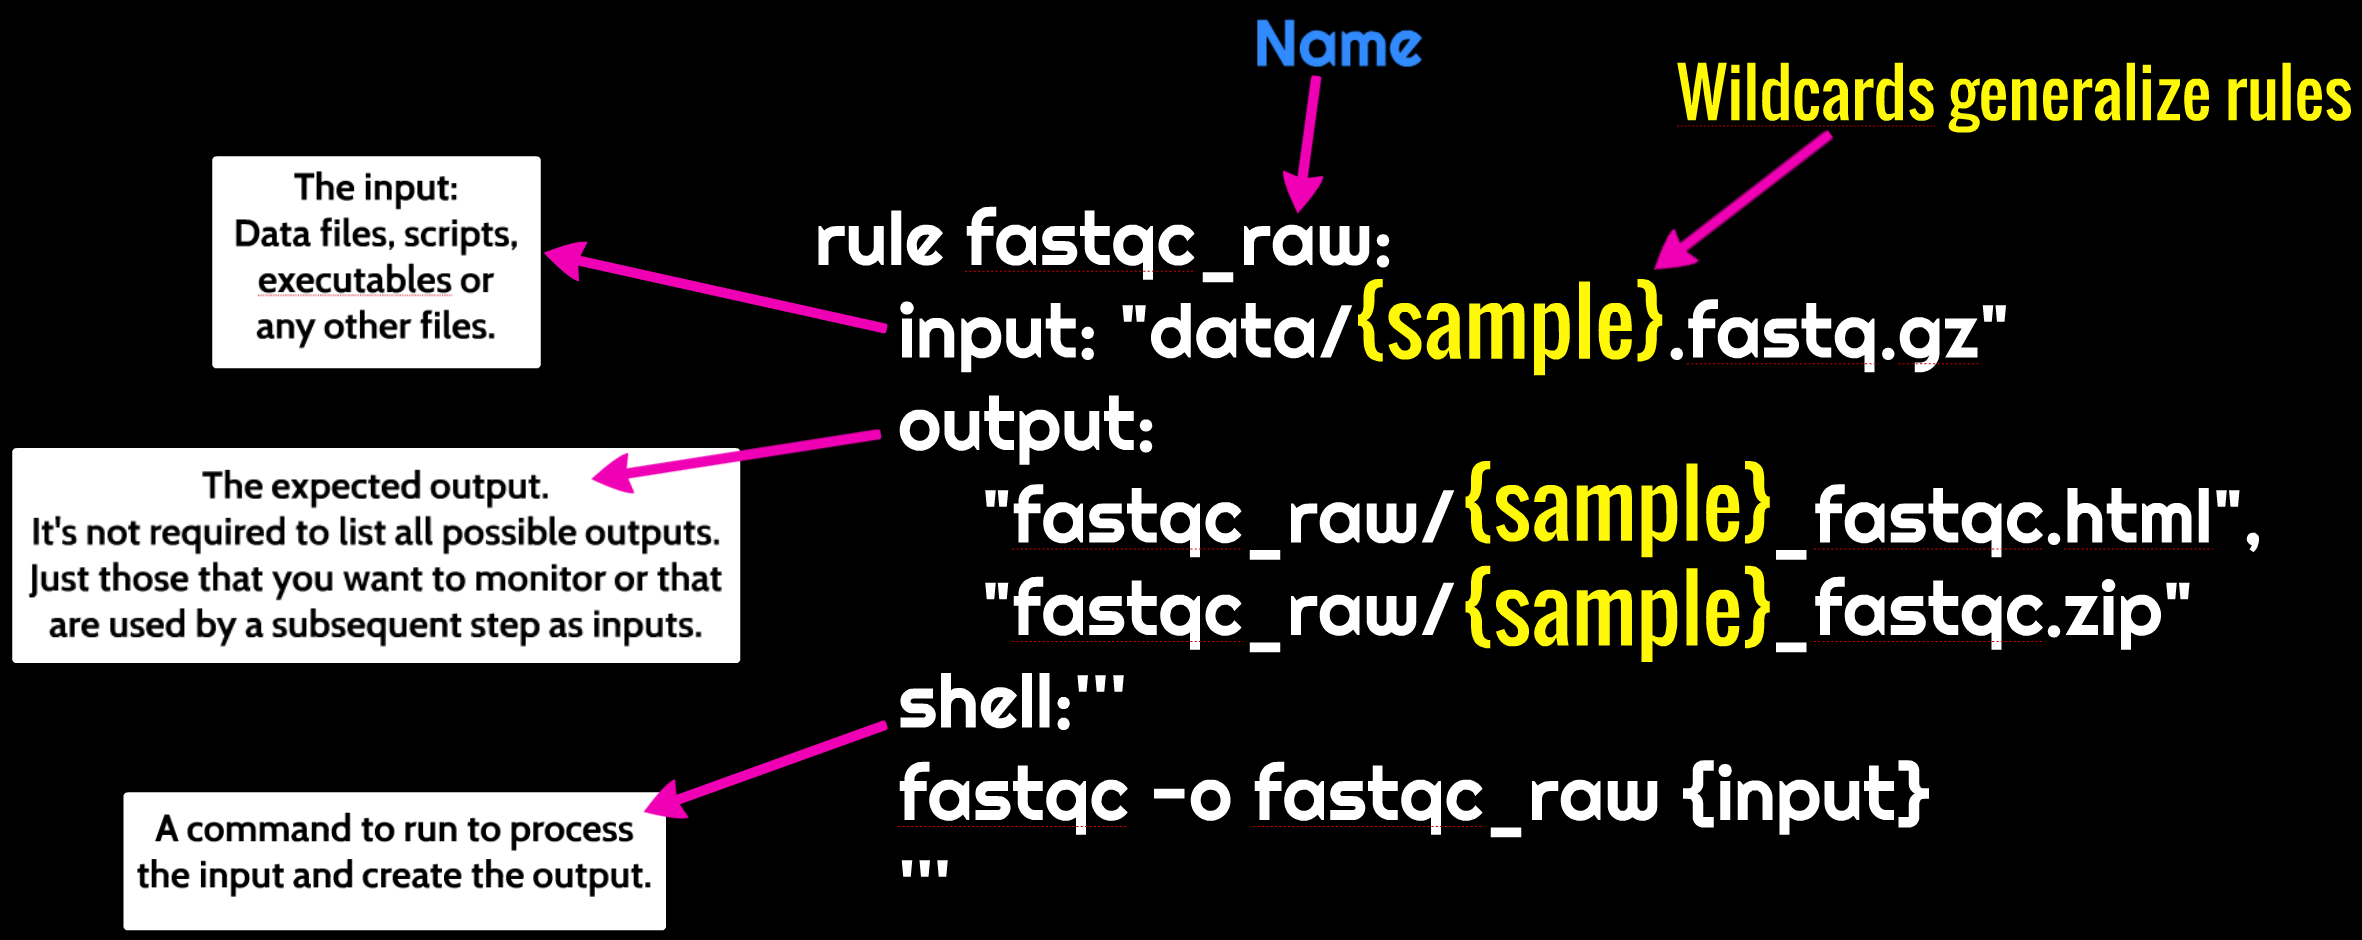 Name
Wildcards generalize rules
The input:
Data files, scripts,
executables or
any other files.
rule fastqc_raw:
input: "data/{sample}.fastq.gz"
output:
"fastqc_raw/{sample}_fastqc.html",
"fastqc_raw/{sample}_fastqc.zip"
shell:'''
fastqc -o fastqc_raw {input}
'''
The expected output.
It's not required to list all possible outputs.
Just those that you want to monitor or that
are used by a subsequent step as inputs.
A command to run to process
the input and create the output.